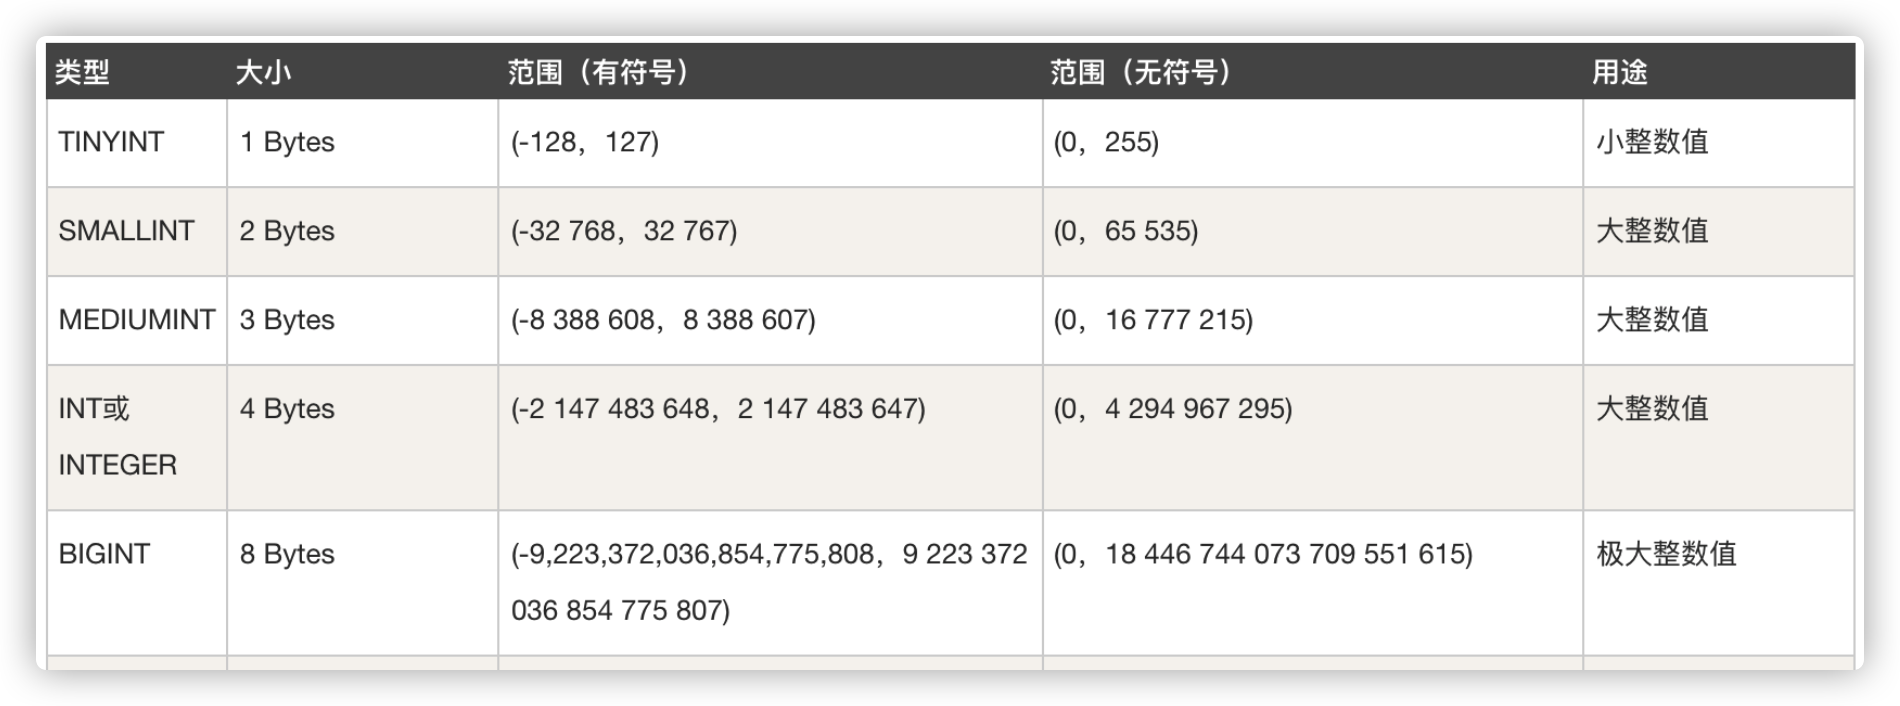 类型 大小 范围（有符号） 范围（无符号） 用途
TINYINT 1 Bytes (-128，127) (0，255) 小整数值
SMALLINT 2 Bytes (-32 768，32 767) (0，65 535) 大整数值
MEDIUMINT 3 Bytes (-8 388 608，8 388 607) (0，16 777 215) 大整数值
INT或 4 Bytes (-2 147 483 648，2 147 483 647) (0，4 294 967 295) 大整数值
INTEGER
BIGINT 8 Bytes (-9,223,372,036,854,775,808，9 223 372 (0，18 446 744 073 709 551 615) 极大整数值
036 854 775 807)